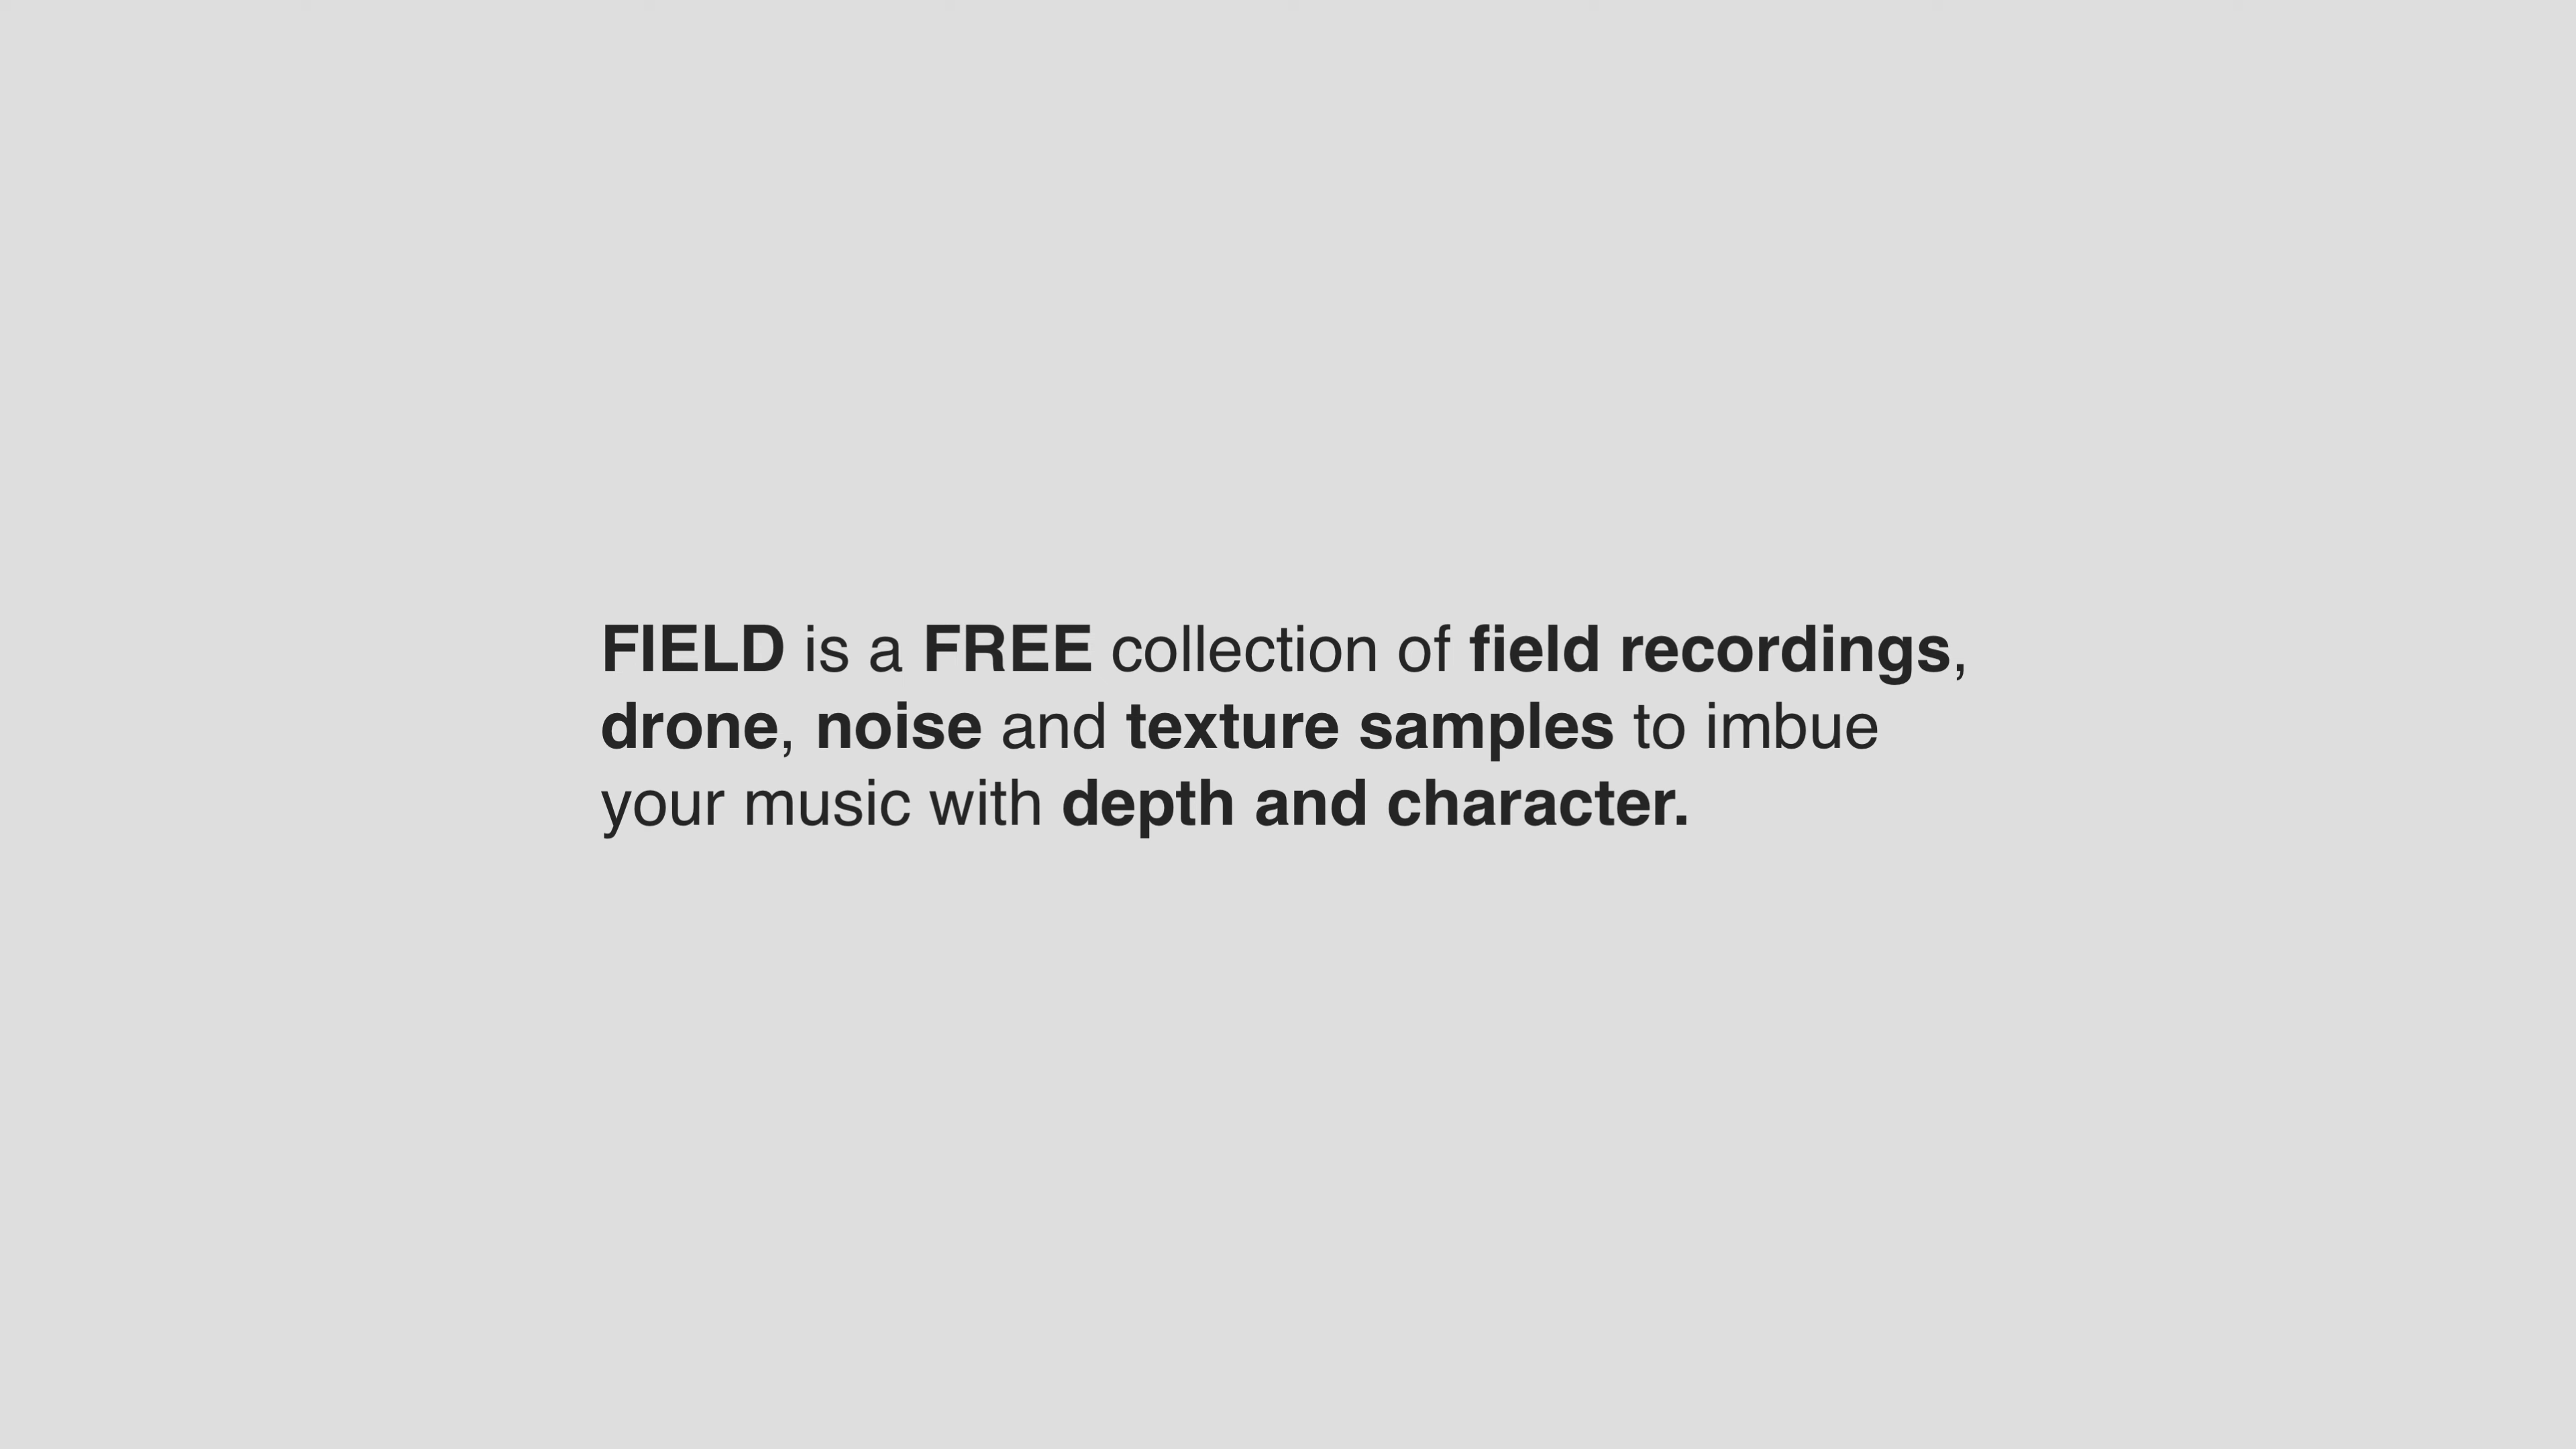 FIELD is a FREE collection of field recordings,
drone, noise and texture samples to imbue
your music with depth and character.